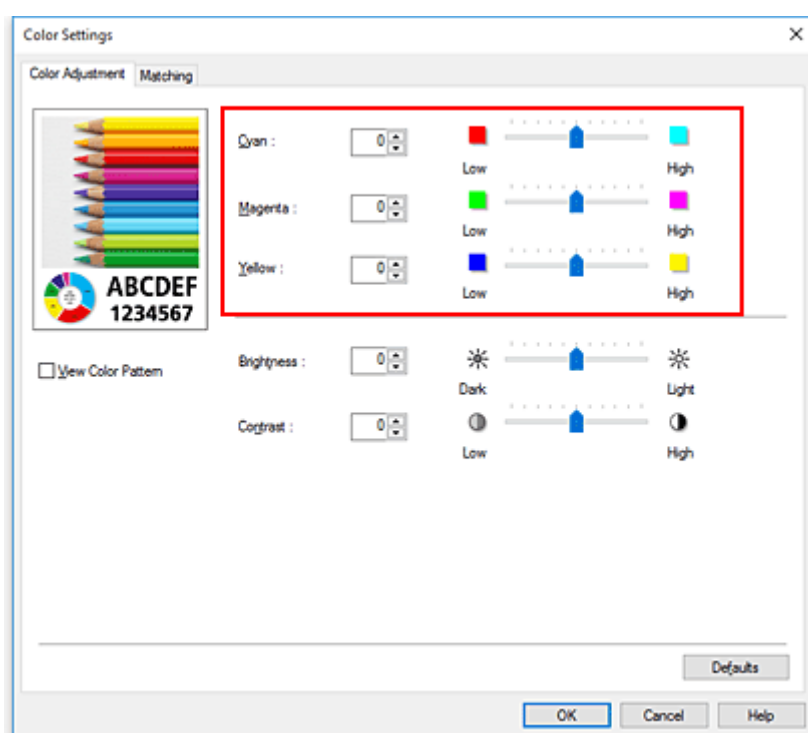 Color Settings
Color Adjustment Matching
Cyan : 0
Low High
Magenta : 0
Low High
Yellow : 0
Low High
ABCDEF
1234567
View Color Pattern
Brightness : 0
Dark Light
Contrast : 0
Low High
Defaults
OK Cancel Help